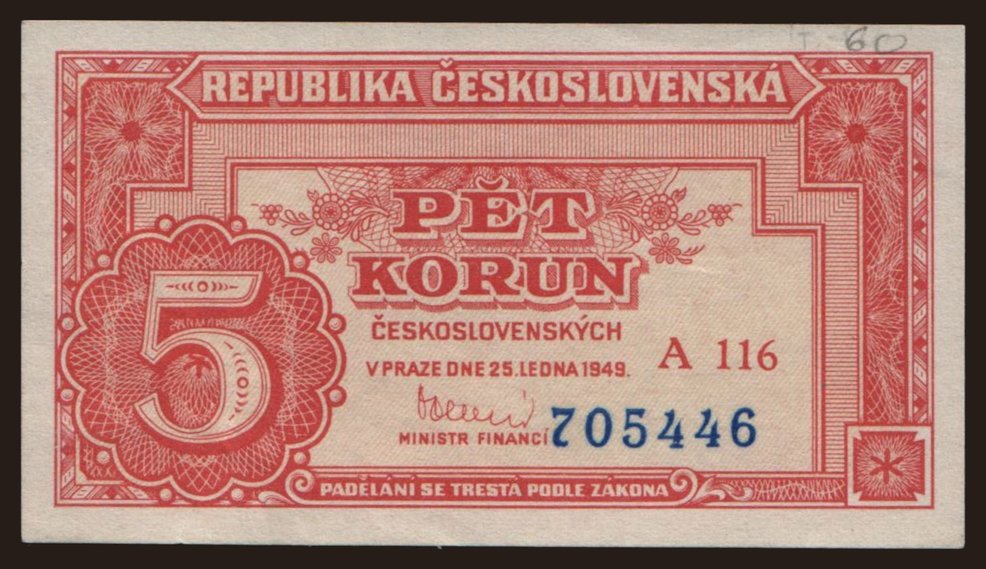 60
REPUBLIKA ČESKOSLOVENSKÁ
PĚT
KORUN
ČESKOSLOVENSKÝCH
V PRAZE DNE 25. LEDNA 1949.
A 116
MINISTR FINANCÍ
705446
5
PADĚLÁNÍ SE TRESTÁ PODLE ZÁKONA